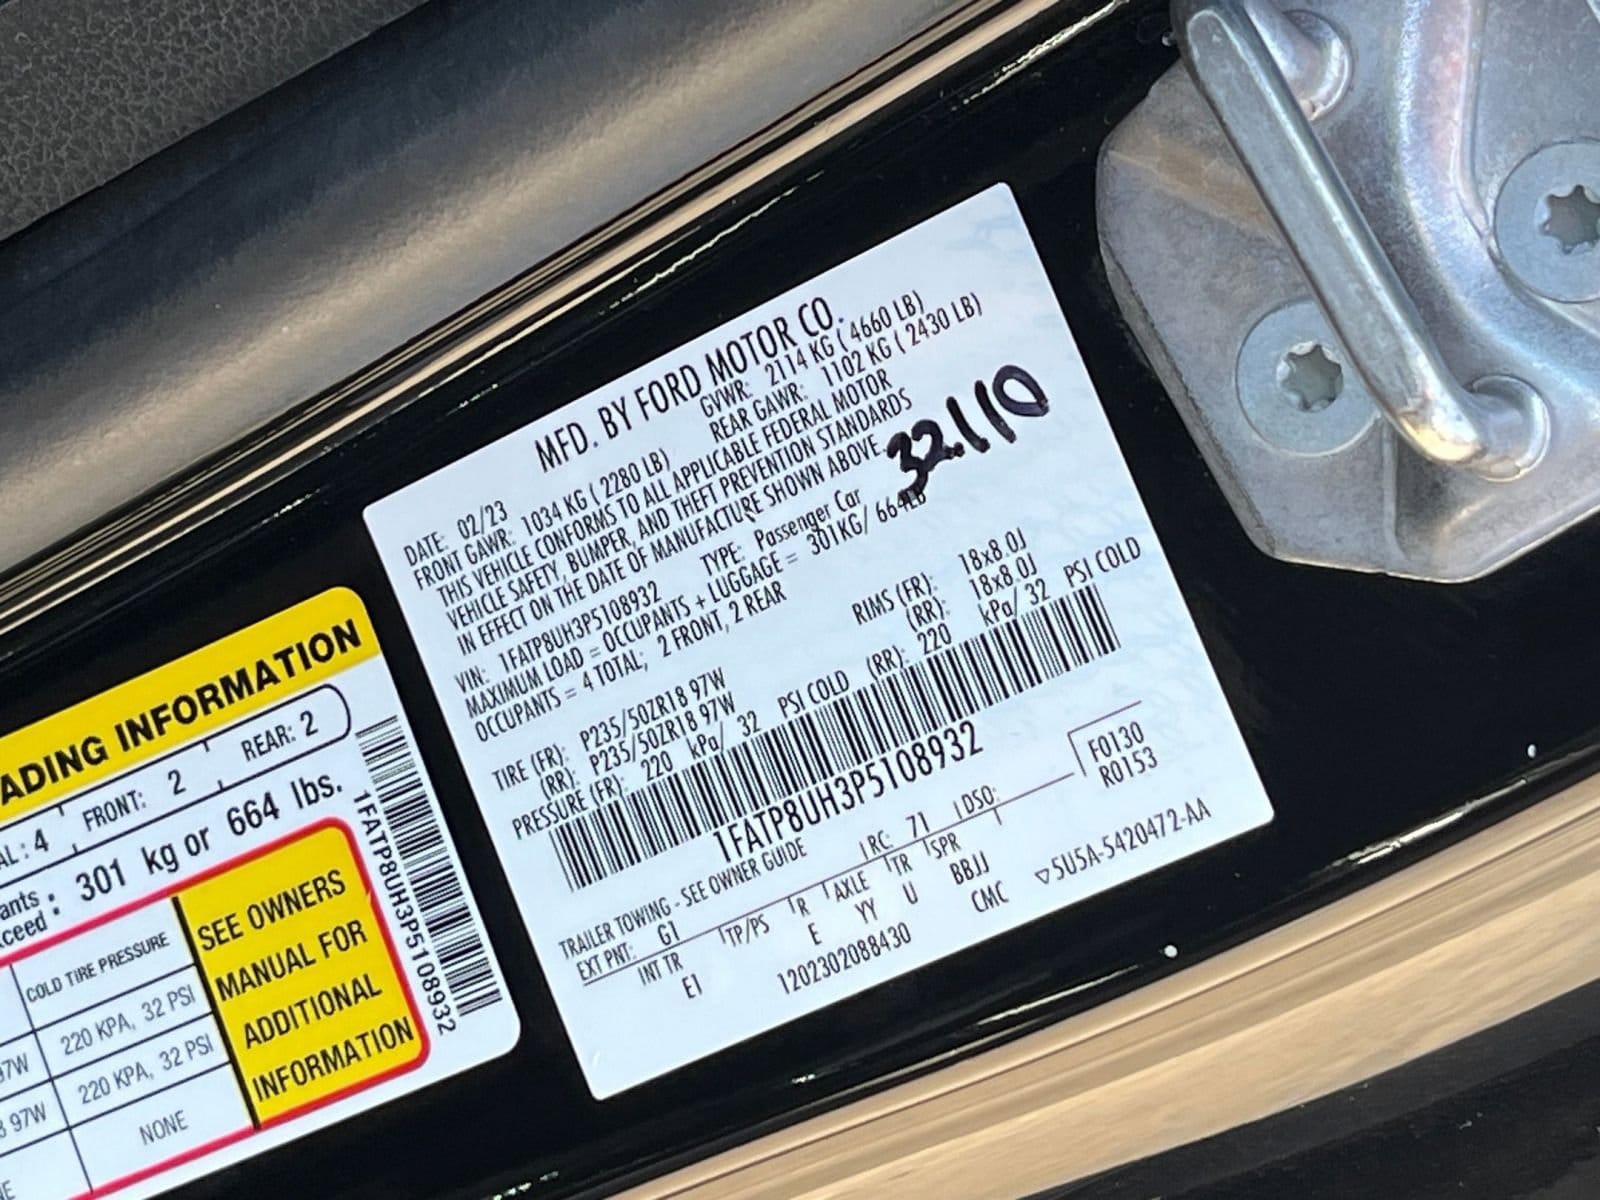 MFD. BY FORD MOTOR CO.
DATE: 02/23 GVWR: 2114 KG ( 4660 LB)
FRONT GAWR: 1034 KG ( 2280 LB) REAR GAWR: 1102 KG ( 2430 LB)
THIS VEHICLE CONFORMS TO ALL APPLICABLE FEDERAL MOTOR
VEHICLE SAFETY, BUMPER, AND THEFT PREVENTION STANDARDS
IN EFFECT ON THE DATE OF MANUFACTURE SHOWN ABOVE.
32.110
VIN: 1FATP8UH3P5108932 TYPE: Passenger Car
MAXIMUM LOAD = OCCUPANTS + LUGGAGE = 301KG/ 664LB
OCCUPANTS = 4 TOTAL; 2 FRONT, 2 REAR
TIRE (FR): P235/50ZR18 97W RIMS (FR): 18x8.0J
(RR): P235/50ZR18 97W (RR): 18x8.0J
PRESSURE (FR): 220 kPa/ 32 PSI COLD (RR): 220 kPa/ 32 PSI COLD
1FATP8UH3P5108932
TRAILER TOWING - SEE OWNER GUIDE
EXT PNT: G1 RC: 71 DSO: F0130
R0153
INT TR TP/PS R AXLE TR SPR
EI E YY U BBJJ
1202302088430 CMC ▽5U5A-5420472-AA
ADING INFORMATION
AL : 4 FRONT: 2 REAR: 2
ants : 301 kg or 664 lbs.
ceed
COLD TIRE PRESSURE
97W 220 KPA, 32 PSI
97W 220 KPA, 32 PSI
NONE
SEE OWNERS
MANUAL FOR
ADDITIONAL
INFORMATION
1FATP8UH3P5108932